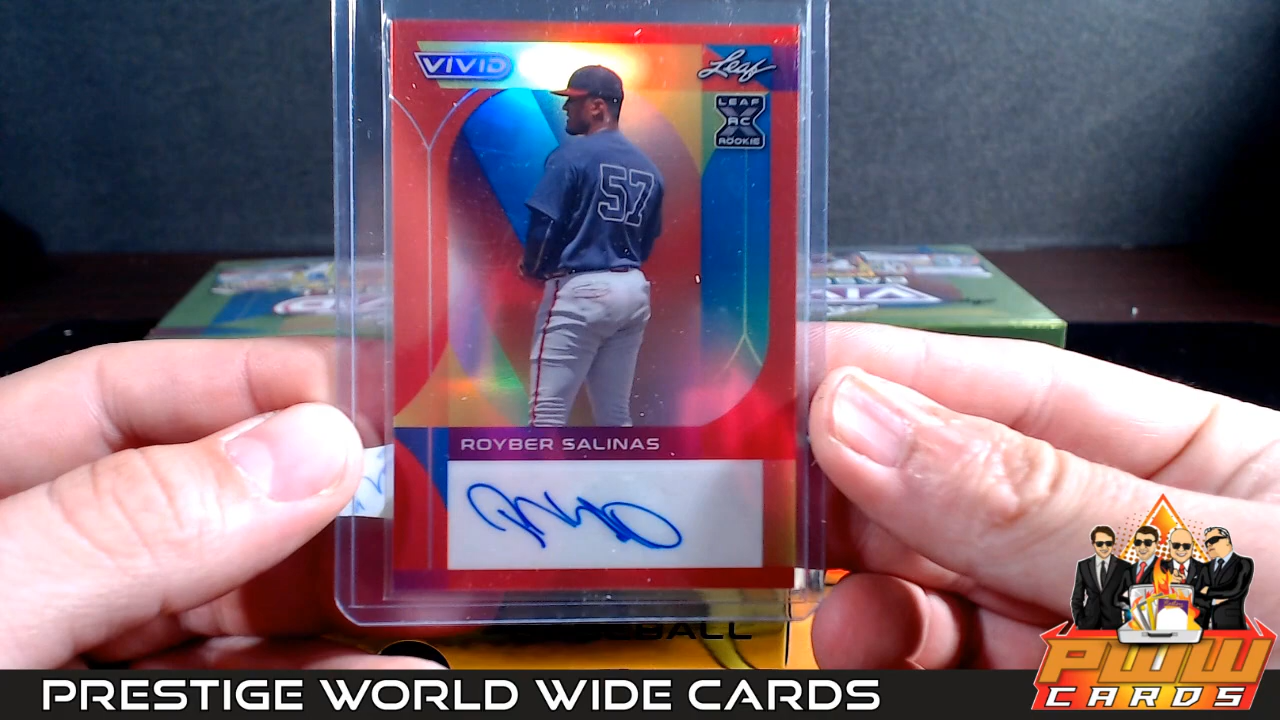 VIVID
Leaf
LEAF
RC
ROOKIE
57
ROYBER SALINAS
BALL
PRESTIGE WORLD WIDE CARDS
PWW
CARDS